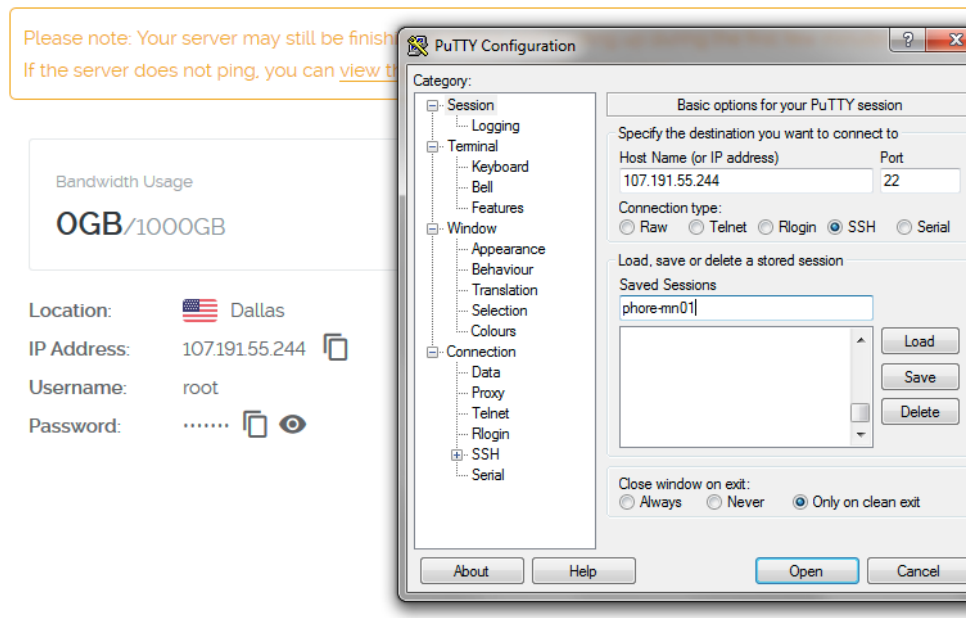 Please note: Your server may still be finish
If the server does not ping, you can view th
Bandwidth Usage
0GB/1000GB
Location: Dallas
IP Address: 107.191.55.244
Username: root
Password: ·······
PuTTY Configuration
Category:
Session
Logging
Terminal
Keyboard
Bell
Features
Window
Appearance
Behaviour
Translation
Selection
Colours
Connection
Data
Proxy
Telnet
Rlogin
SSH
Serial
Basic options for your PuTTY session
Specify the destination you want to connect to
Host Name (or IP address) Port
107.191.55.244 22
Connection type:
Raw Telnet Rlogin SSH Serial
Load, save or delete a stored session
Saved Sessions
phore-mn01
Load
Save
Delete
Close window on exit:
Always Never Only on clean exit
About Help Open Cancel